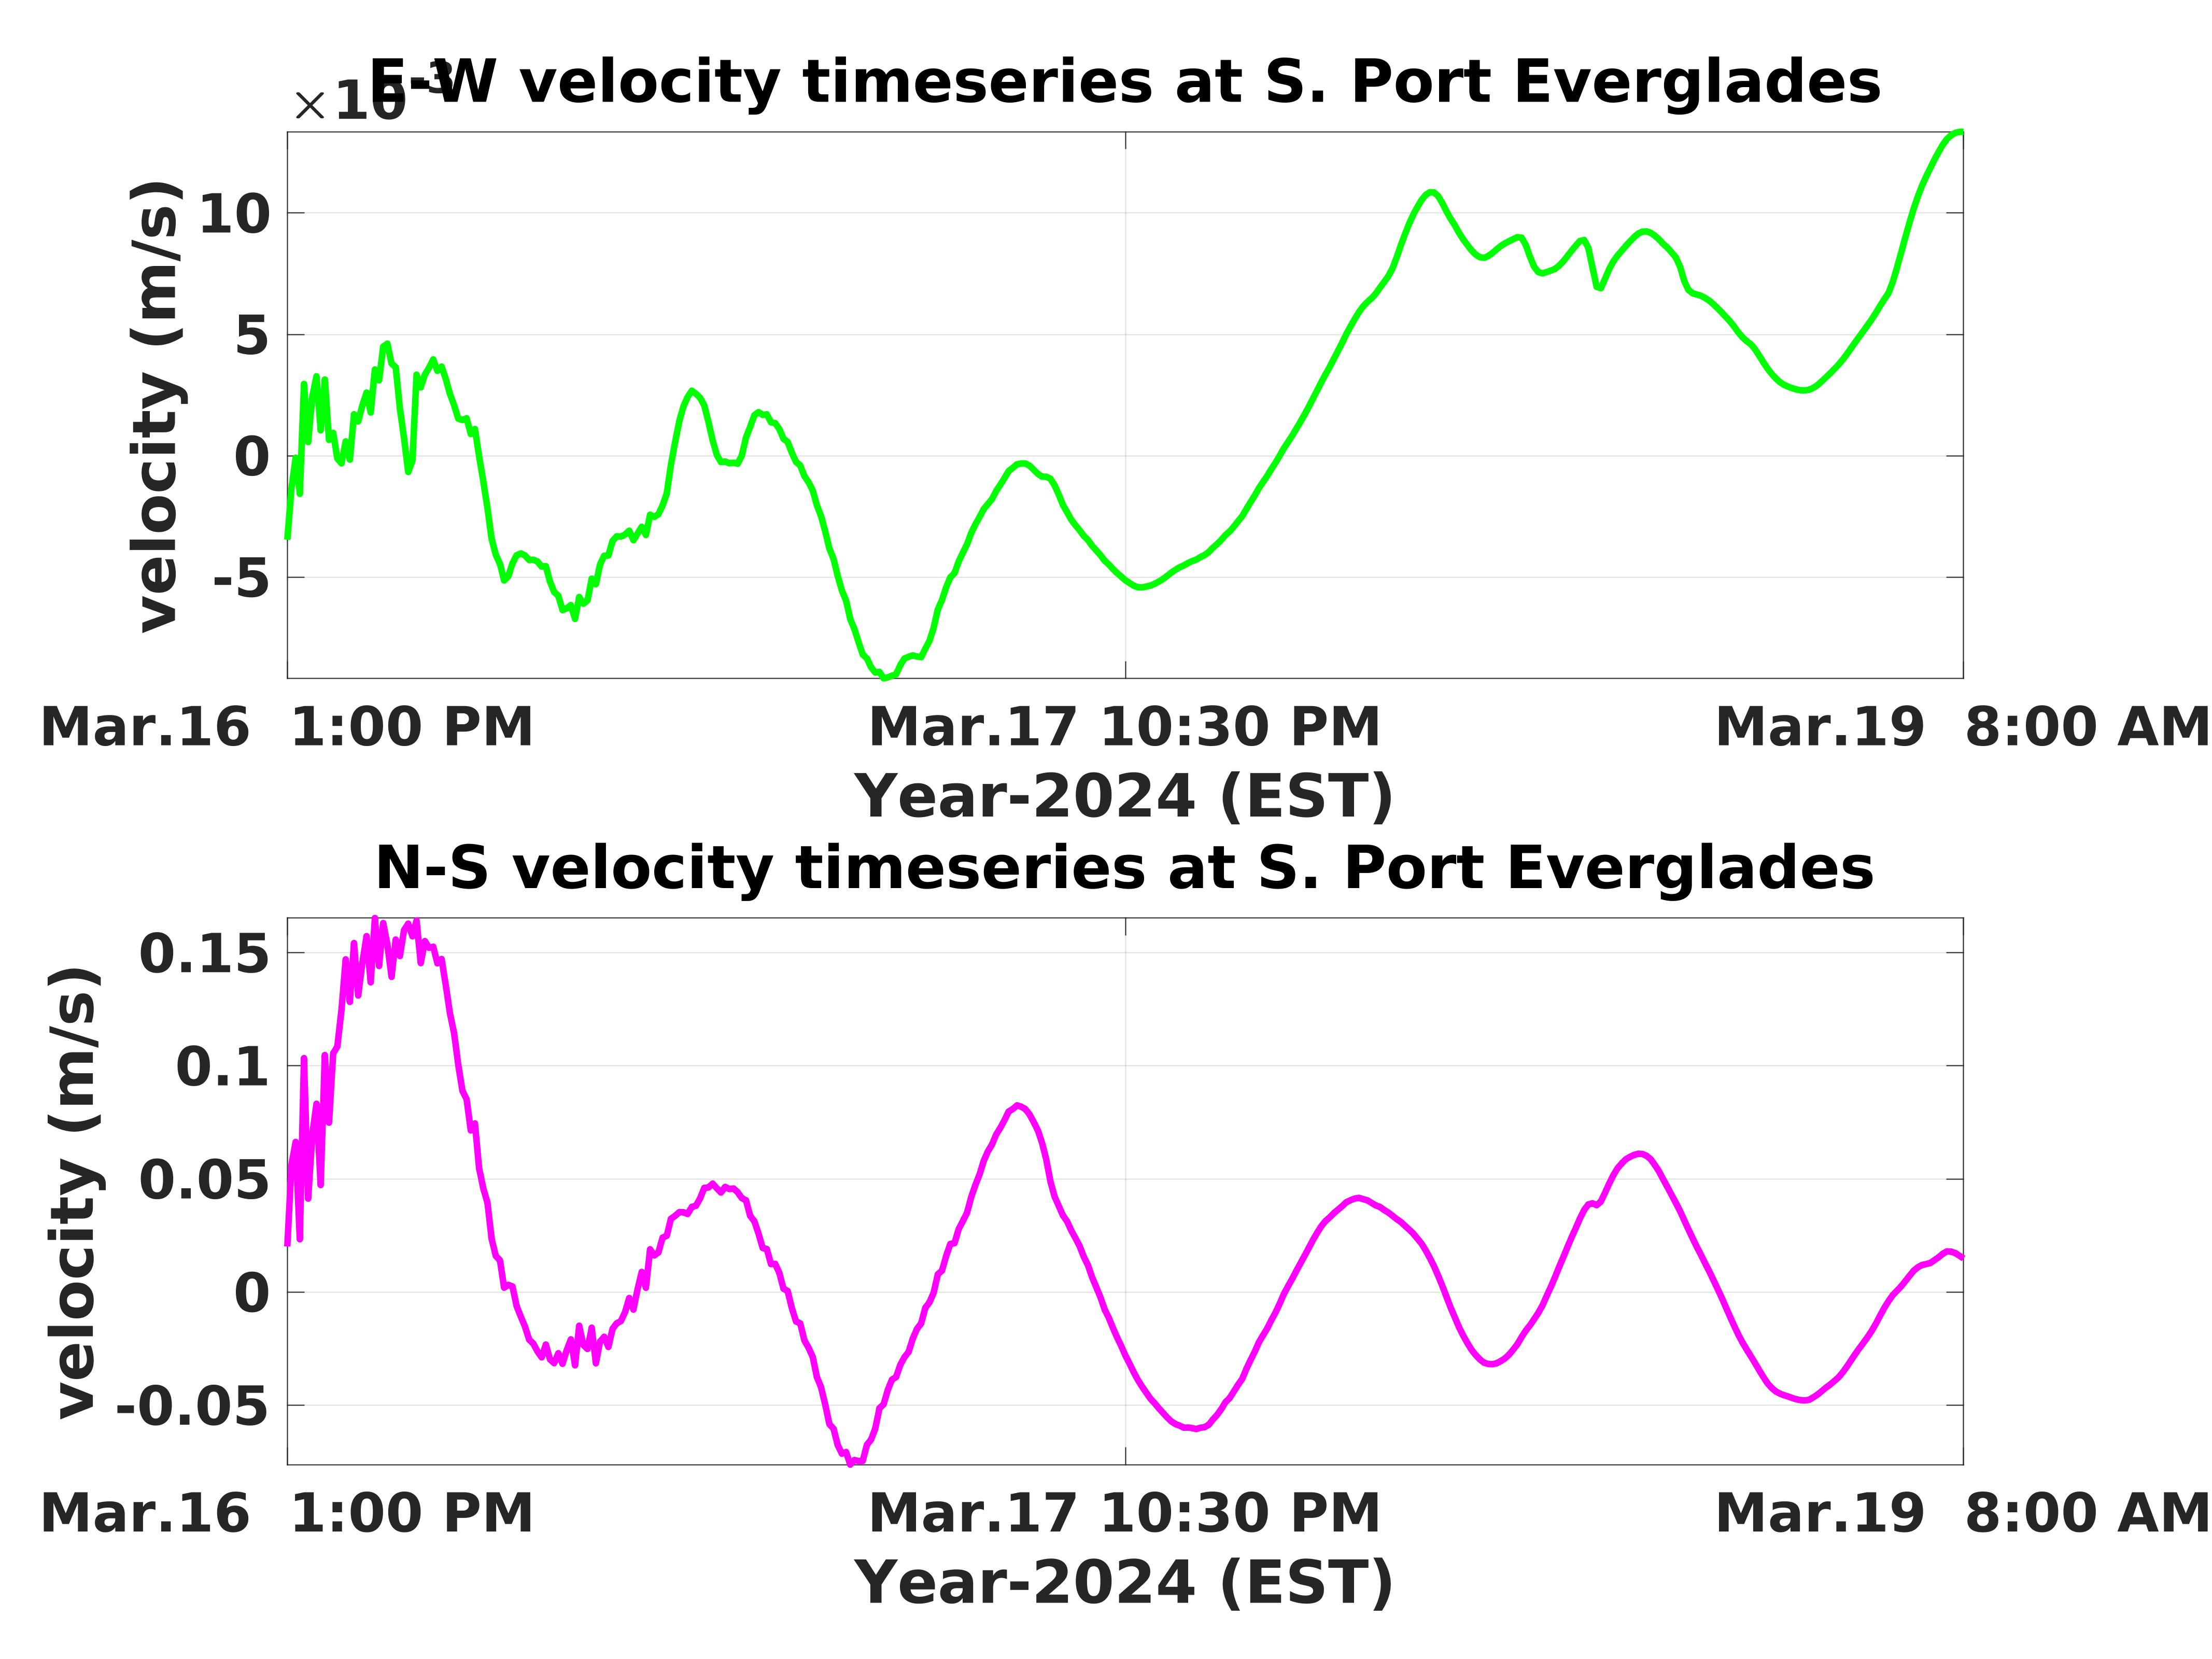 E-W velocity timeseries at S. Port Everglades
×10-3
velocity (m/s)
10
5
0
-5
Mar.16 1:00 PM
Mar.17 10:30 PM
Mar.19 8:00 AM
Year-2024 (EST)
N-S velocity timeseries at S. Port Everglades
velocity (m/s)
0.15
0.1
0.05
0
-0.05
Mar.16 1:00 PM
Mar.17 10:30 PM
Mar.19 8:00 AM
Year-2024 (EST)